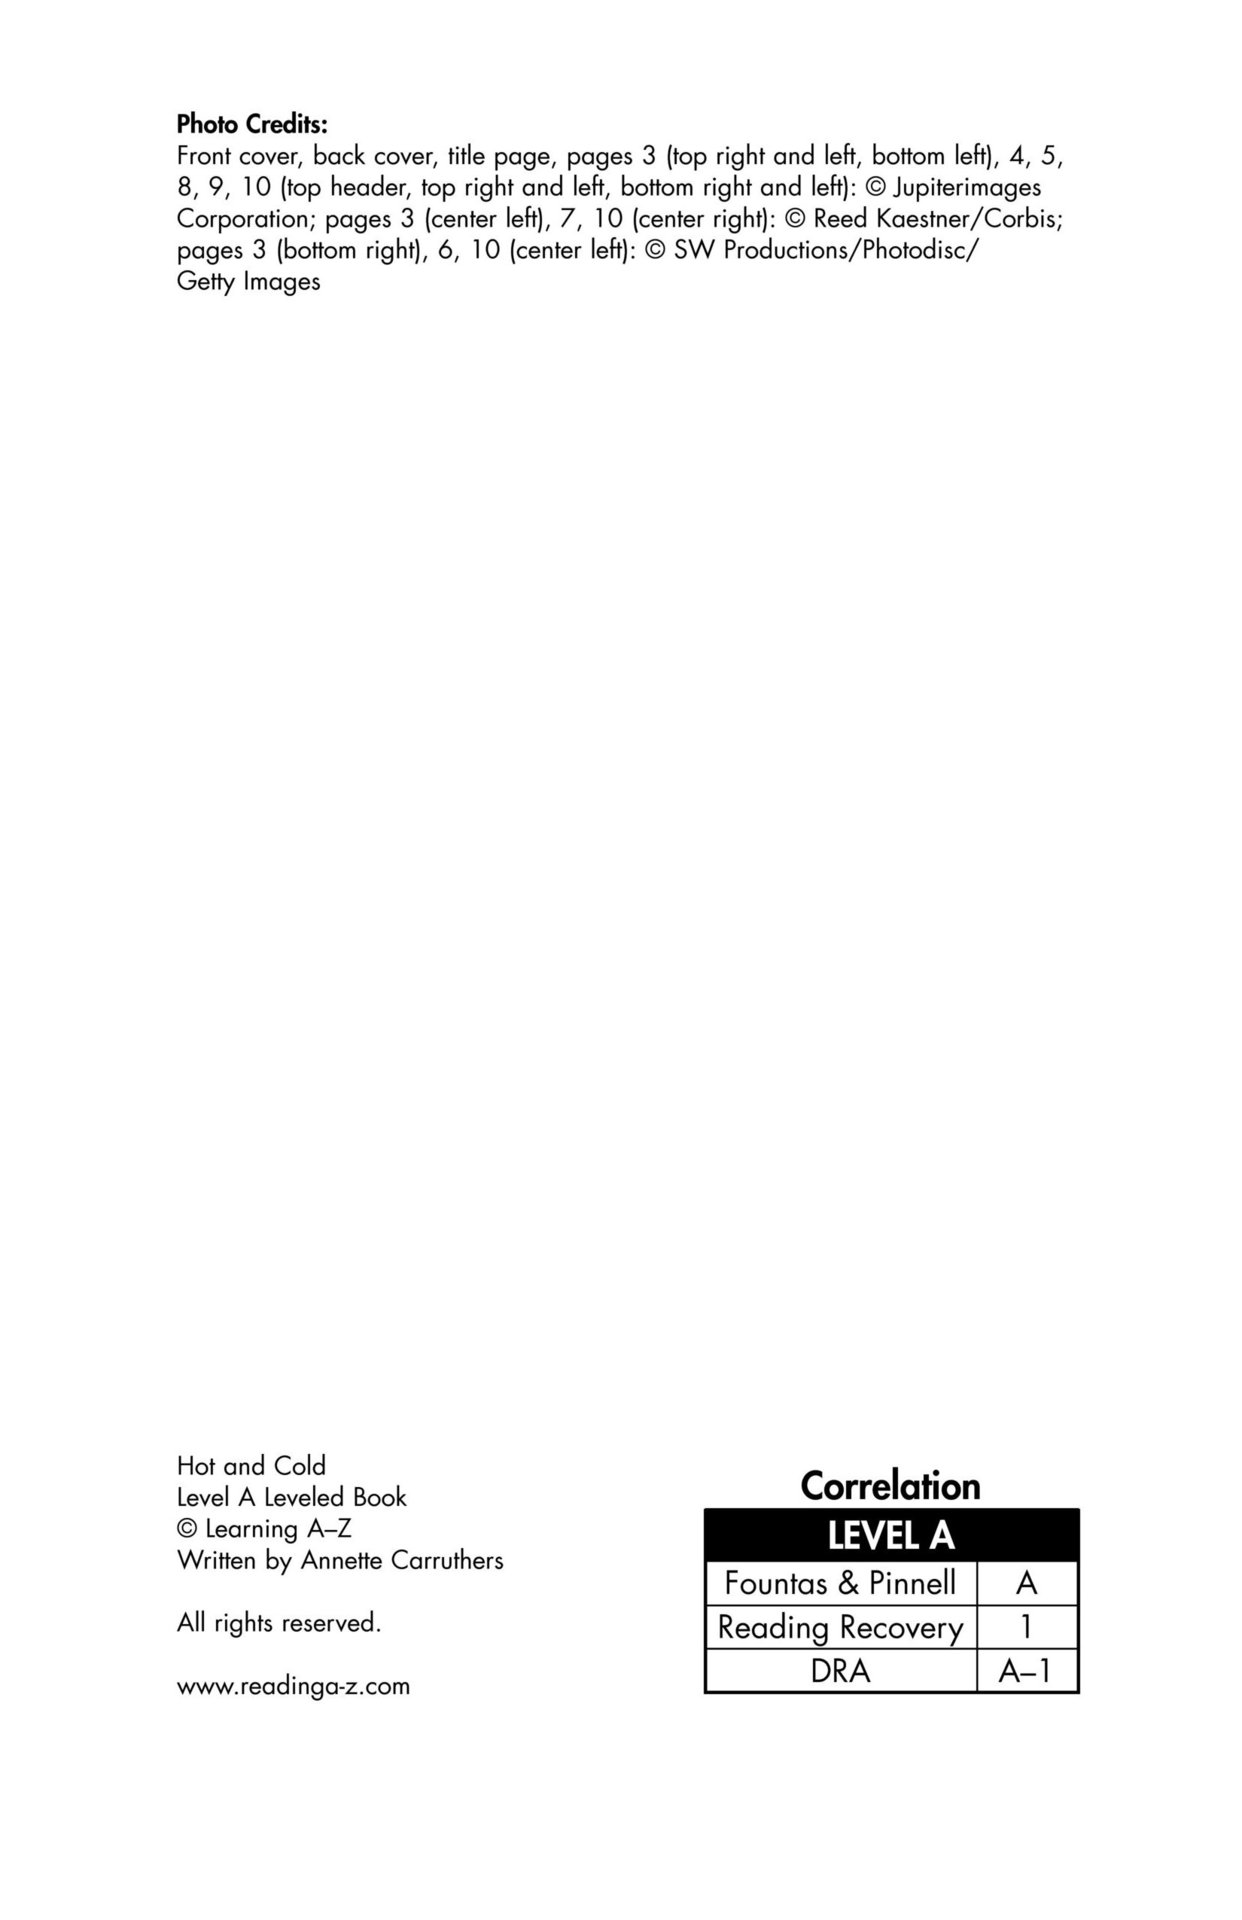 Photo Credits:
Front cover, back cover, title page, pages 3 (top right and left, bottom left), 4, 5,
8, 9, 10 (top header, top right and left, bottom right and left): © Jupiterimages
Corporation; pages 3 (center left), 7, 10 (center right): © Reed Kaestner/Corbis;
pages 3 (bottom right), 6, 10 (center left): © SW Productions/Photodisc/
Getty Images
Hot and Cold
Level A Leveled Book
© Learning A–Z
Written by Annette Carruthers
All rights reserved.
www.readinga-z.com
Correlation
LEVEL A
Fountas & Pinnell A
Reading Recovery 1
DRA A–1